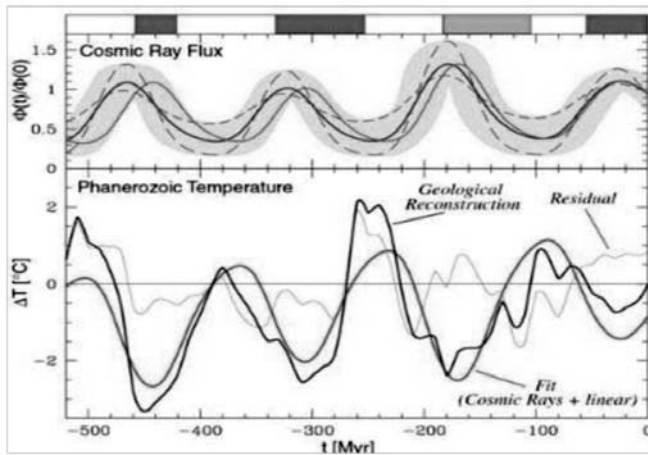 Cosmic Ray Flux
Φ(t)/Φ(0)
1.5
1
0.5
0
Phanerozoic Temperature
Geological
Reconstruction
Residual
ΔT [°C]
2
0
-2
Fit
(Cosmic Rays + linear)
-500 -400 -300 -200 -100 0
t [Myr]